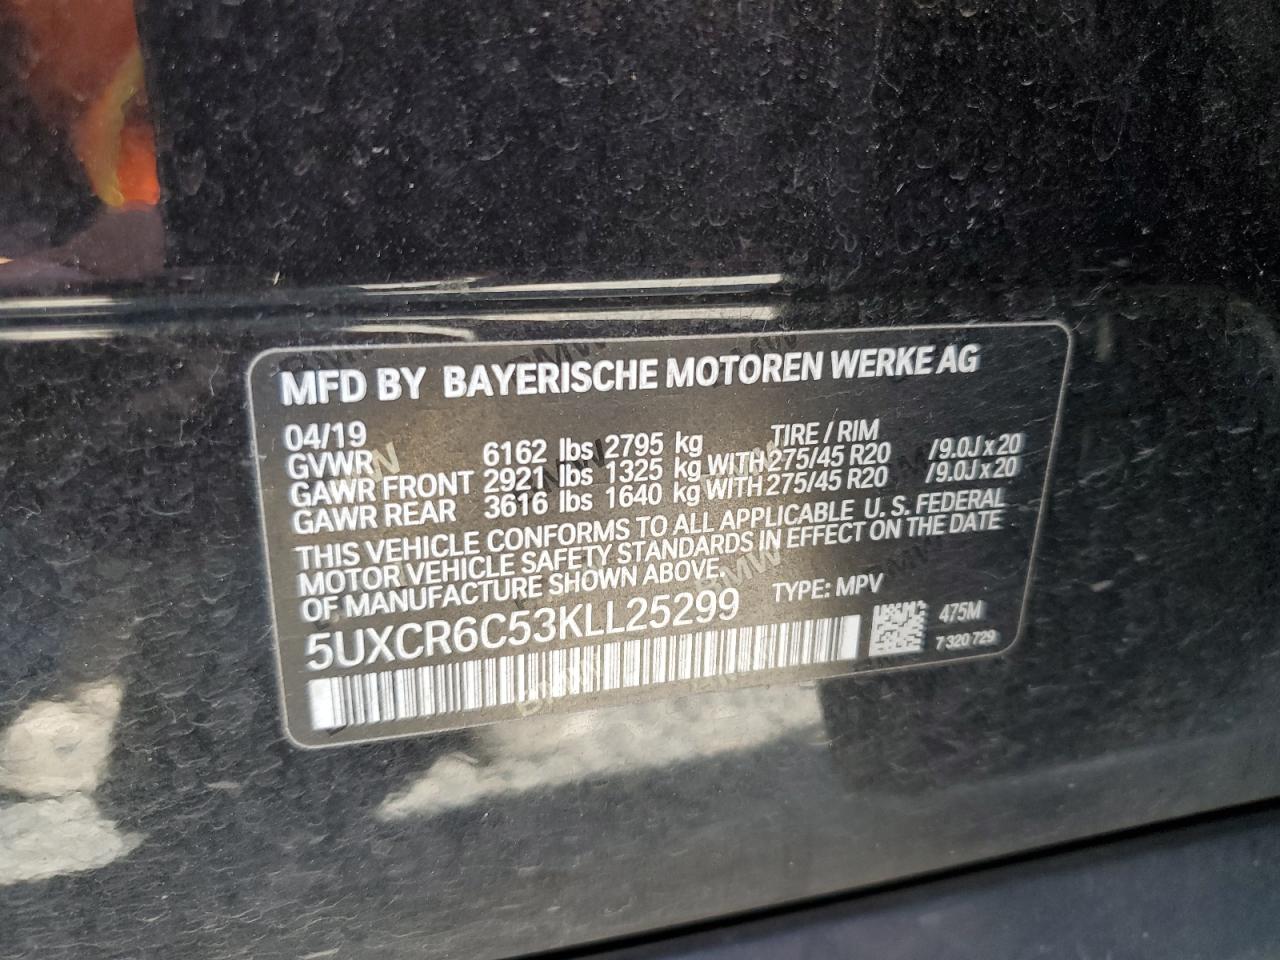 MFD BY BAYERISCHE MOTOREN WERKE AG
04/19 TIRE / RIM
GVWR 6162 lbs 2795 kg
GAWR FRONT 2921 lbs 1325 kg WITH 275/45 R20 /9.0J x 20
GAWR REAR 3616 lbs 1640 kg WITH 275/45 R20 /9.0J x 20
THIS VEHICLE CONFORMS TO ALL APPLICABLE U. S. FEDERAL
MOTOR VEHICLE SAFETY STANDARDS IN EFFECT ON THE DATE
OF MANUFACTURE SHOWN ABOVE.
5UXCR6C53KLL25299 TYPE: MPV
475M
7 320 729